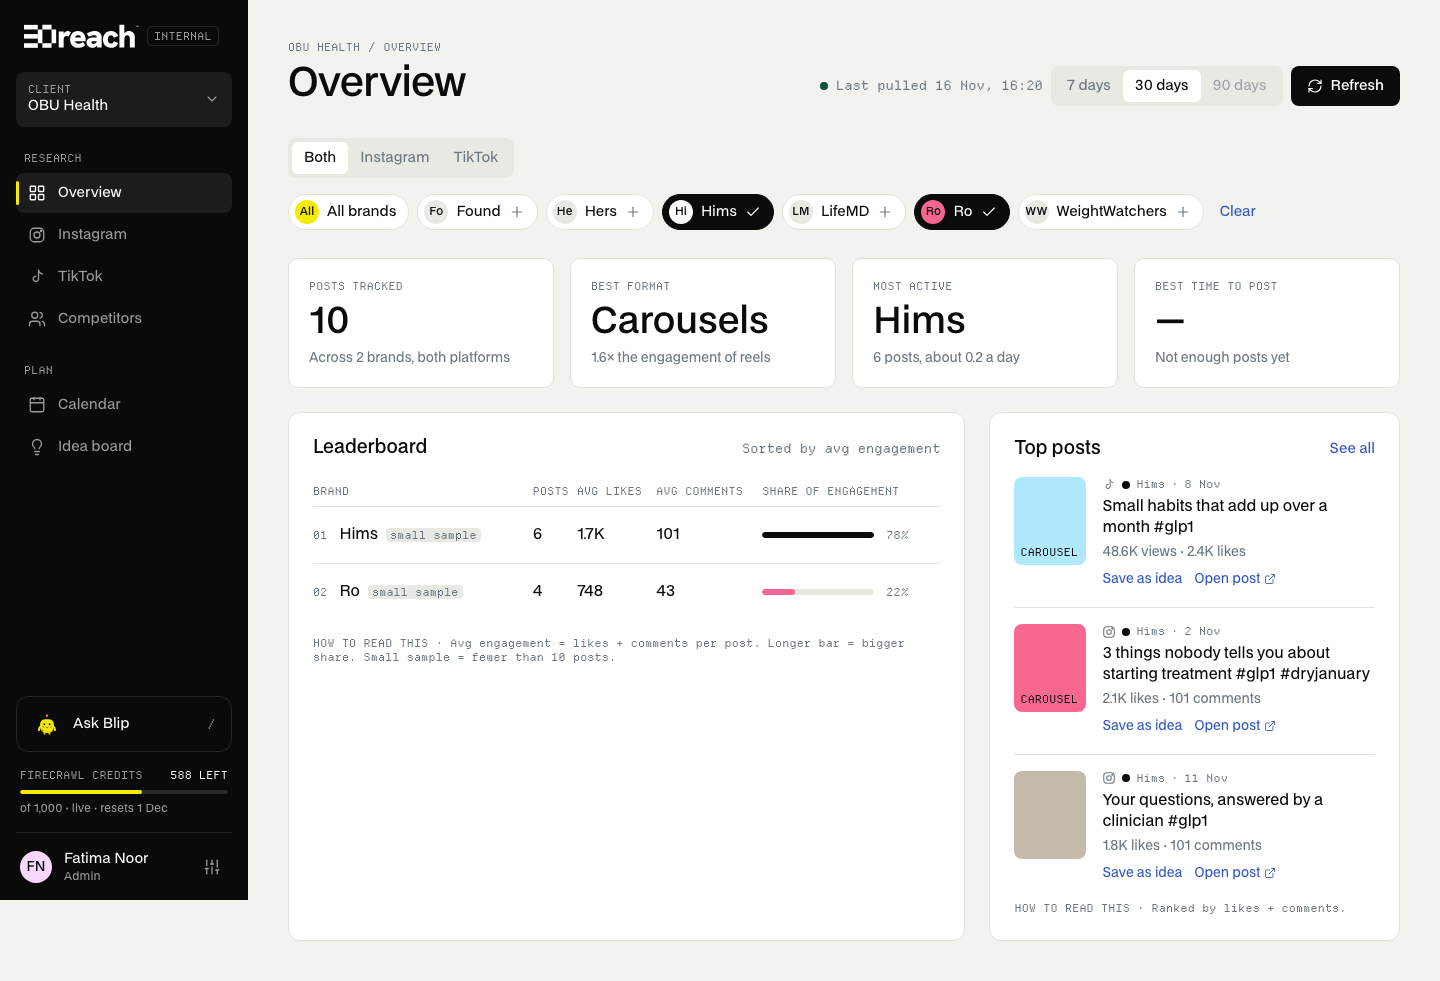 reach
INTERNAL
CLIENT
OBU Health
RESEARCH
Overview
Instagram
TikTok
Competitors
PLAN
Calendar
Idea board
Ask Blip /
FIRECRAWL CREDITS 588 LEFT
of 1,000 · live · resets 1 Dec
FN
Fatima Noor
Admin
OBU HEALTH / OVERVIEW
Overview
Last pulled 16 Nov, 16:20
7 days 30 days 90 days
Refresh
Both Instagram TikTok
All All brands
Fo Found
He Hers
HI Hims
LM LifeMD
Ro Ro
WW WeightWatchers
Clear
POSTS TRACKED
10
Across 2 brands, both platforms
BEST FORMAT
Carousels
1.6× the engagement of reels
MOST ACTIVE
Hims
6 posts, about 0.2 a day
BEST TIME TO POST
—
Not enough posts yet
Leaderboard
Sorted by avg engagement
BRAND POSTS AVG LIKES AVG COMMENTS SHARE OF ENGAGEMENT
01 Hims small sample 6 1.7K 101 78%
02 Ro small sample 4 748 43 22%
HOW TO READ THIS · Avg engagement = likes + comments per post. Longer bar = bigger
share. Small sample = fewer than 10 posts.
Top posts
See all
CAROUSEL
Hims · 8 Nov
Small habits that add up over a
month #glp1
48.6K views · 2.4K likes
Save as idea Open post
CAROUSEL
Hims · 2 Nov
3 things nobody tells you about
starting treatment #glp1 #dryjanuary
2.1K likes · 101 comments
Save as idea Open post
Hims · 11 Nov
Your questions, answered by a
clinician #glp1
1.8K likes · 101 comments
Save as idea Open post
HOW TO READ THIS · Ranked by likes + comments.